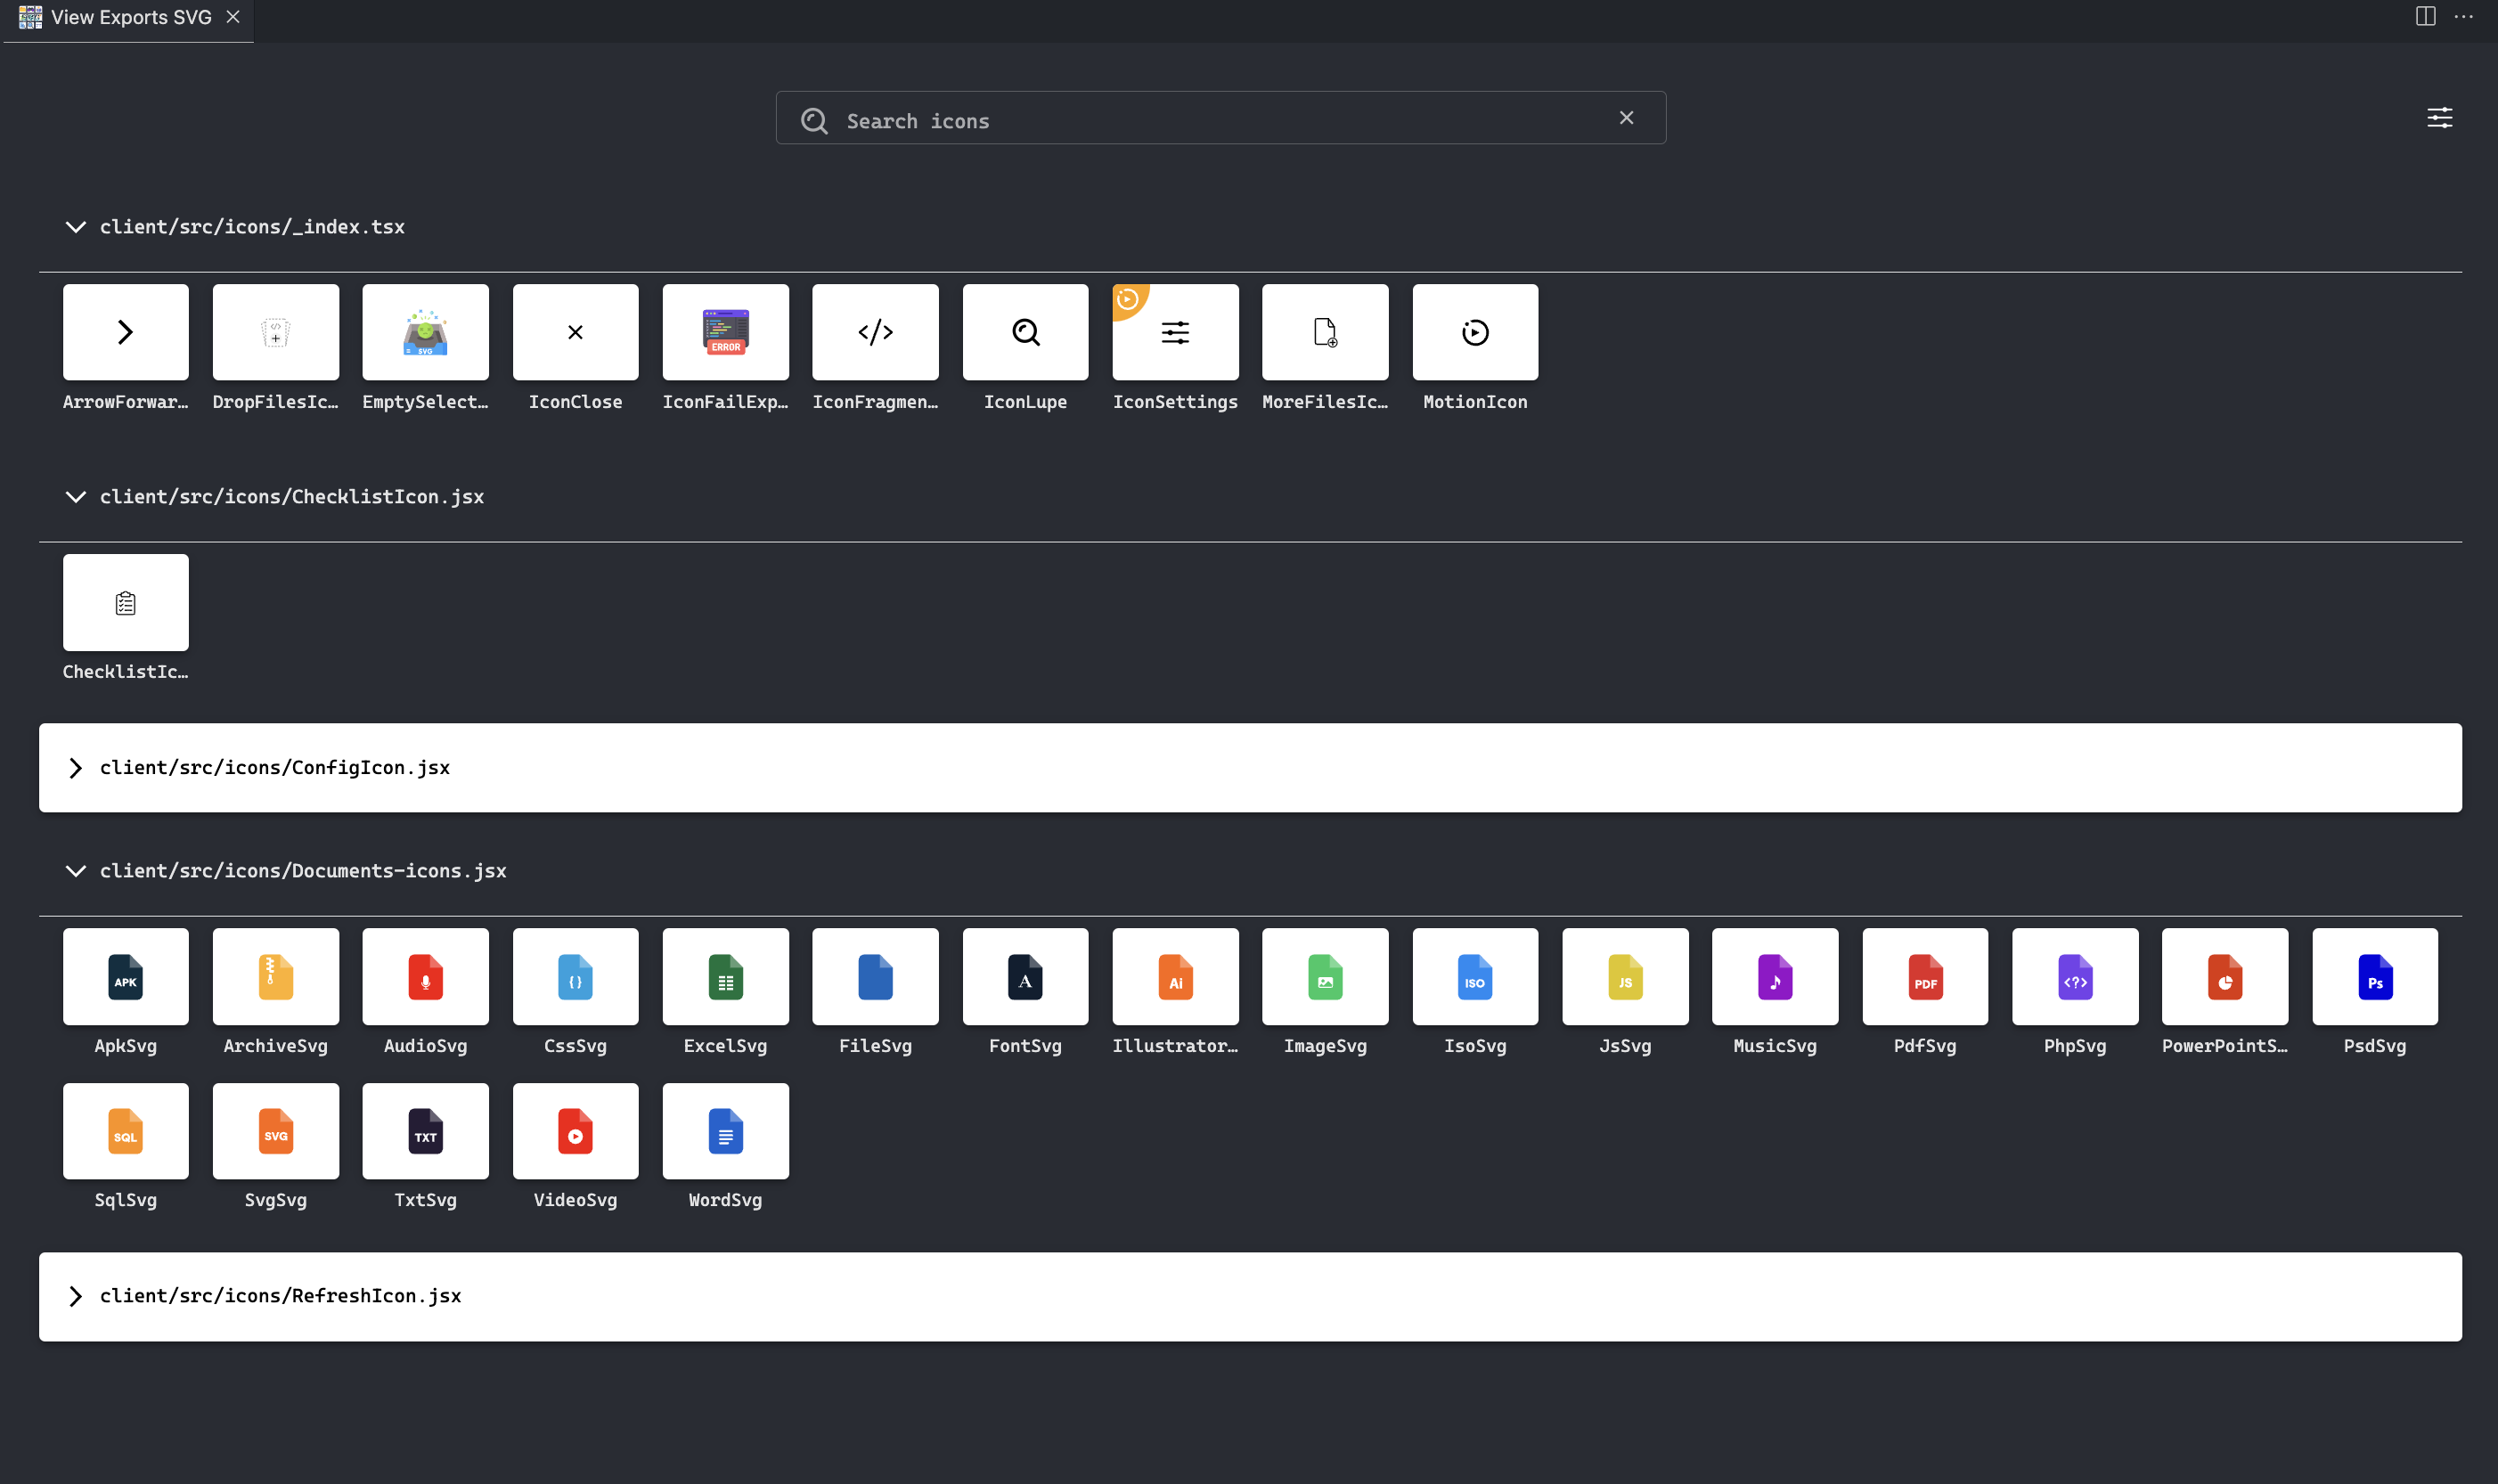 View Exports SVG
Search icons
client/src/icons/_index.tsx
SVG
ERROR
ArrowForwar…
DropFilesIc…
EmptySelect…
IconClose
IconFailExp…
IconFragmen…
IconLupe
IconSettings
MoreFilesIc…
MotionIcon
client/src/icons/ChecklistIcon.jsx
ChecklistIc…
client/src/icons/ConfigIcon.jsx
client/src/icons/Documents-icons.jsx
APK
{}
A
Ai
ISO
JS
PDF
<?>
Ps
ApkSvg
ArchiveSvg
AudioSvg
CssSvg
ExcelSvg
FileSvg
FontSvg
Illustrator…
ImageSvg
IsoSvg
JsSvg
MusicSvg
PdfSvg
PhpSvg
PowerPointS…
PsdSvg
SQL
SVG
TXT
SqlSvg
SvgSvg
TxtSvg
VideoSvg
WordSvg
client/src/icons/RefreshIcon.jsx